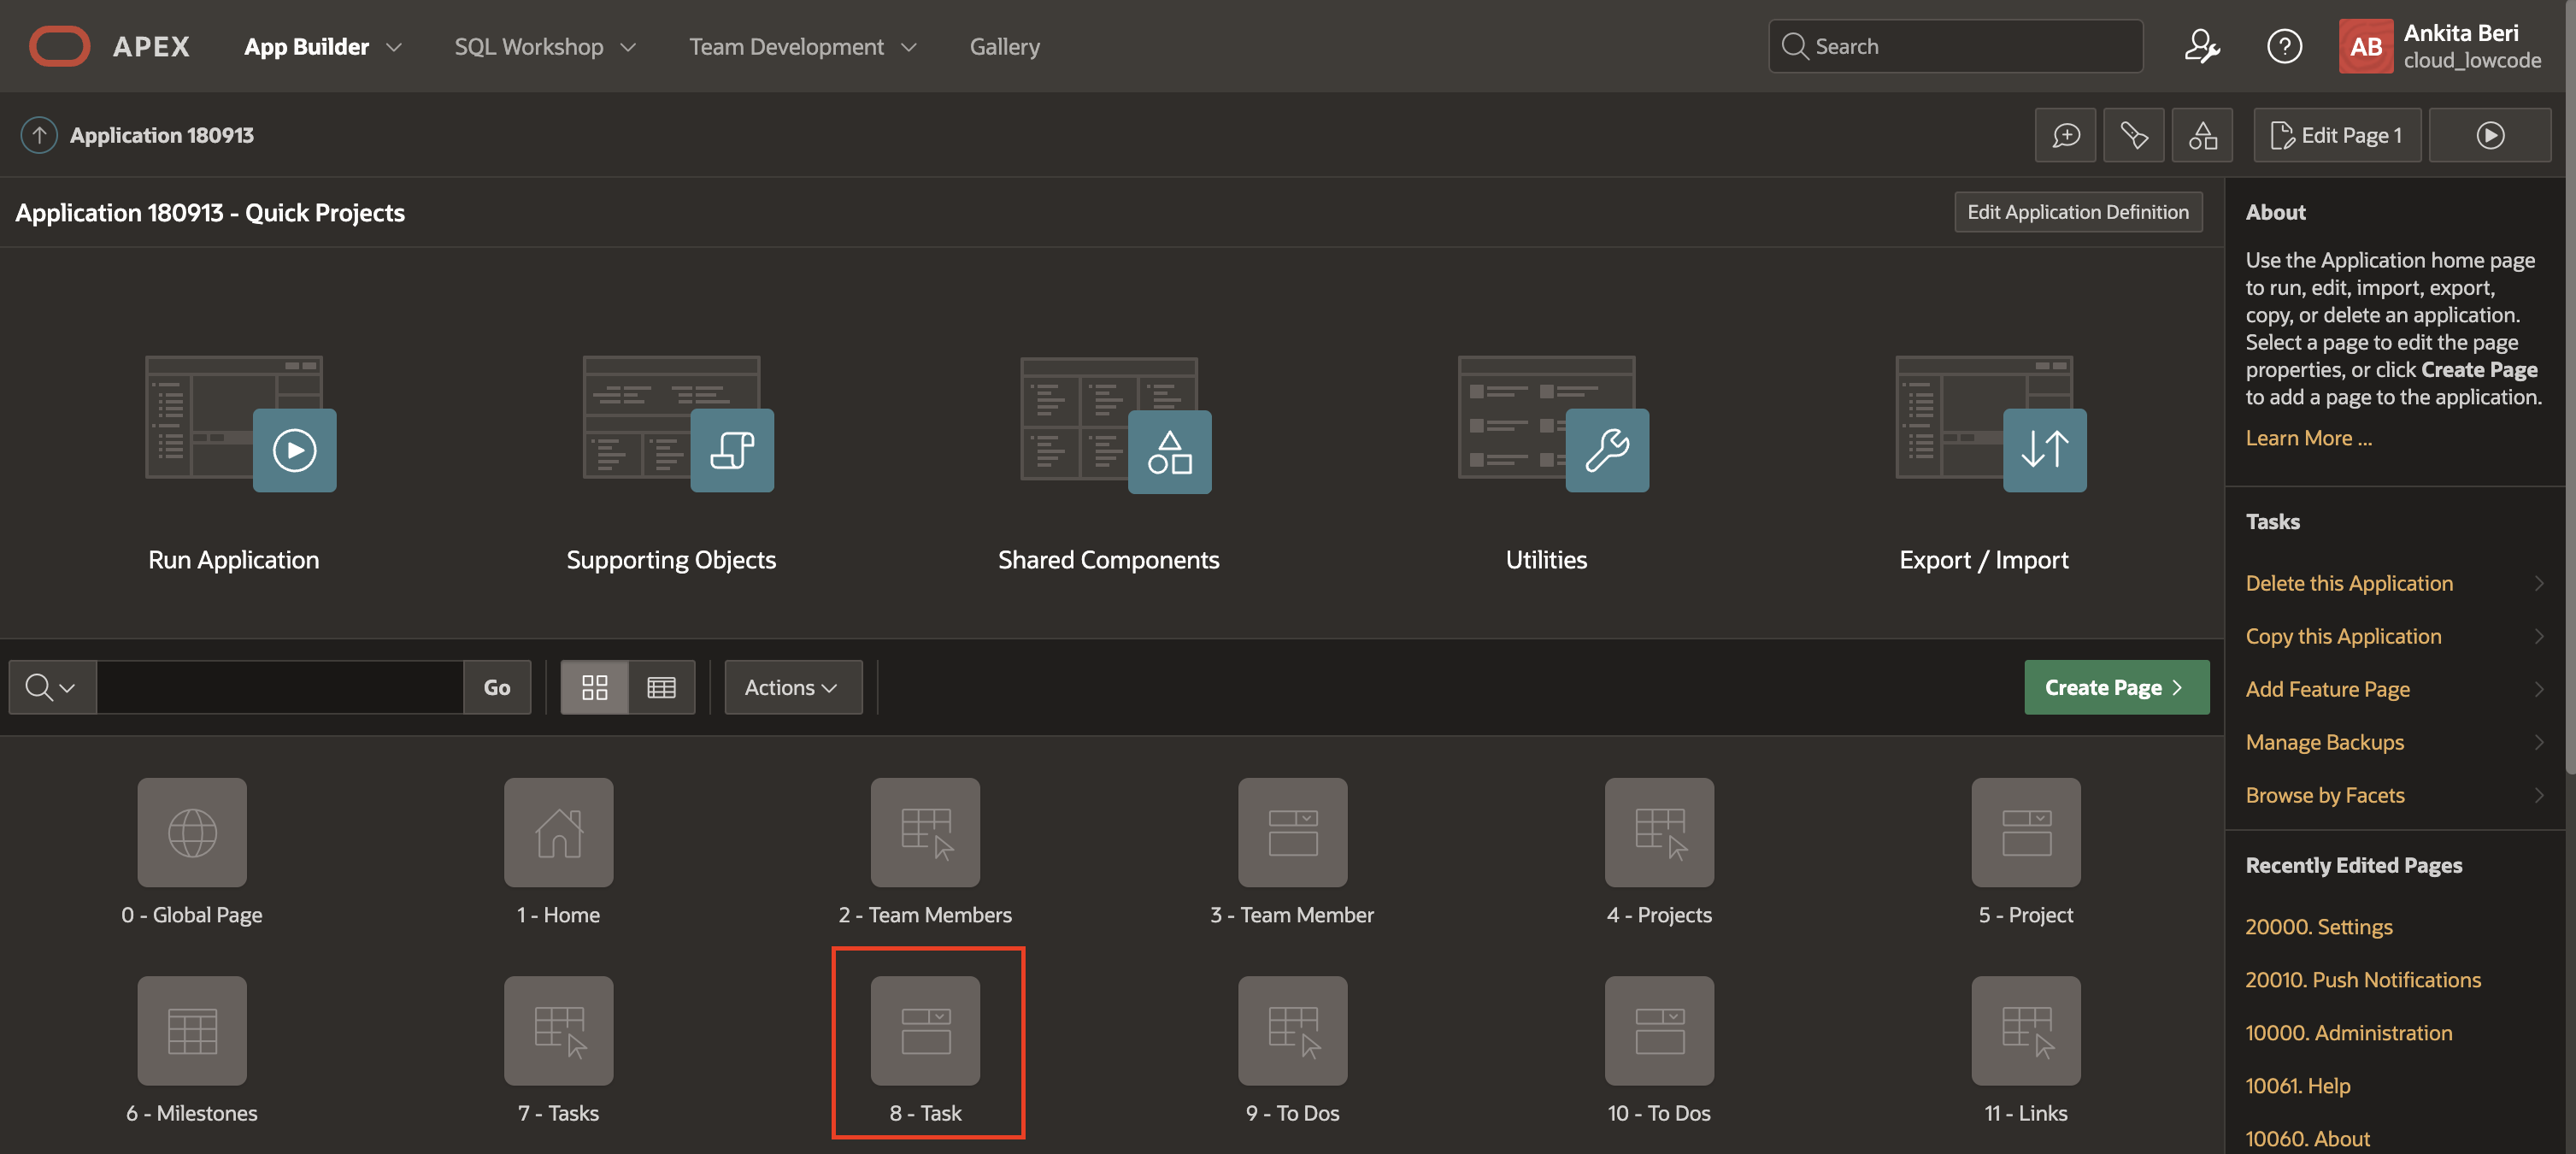 APEX
App Builder
SQL Workshop
Team Development
Gallery
Search
AB
Ankita Beri
cloud_lowcode
Application 180913
Edit Page 1
Application 180913 - Quick Projects
Edit Application Definition
Run Application
Supporting Objects
Shared Components
Utilities
Export / Import
Go
Actions
Create Page
0 - Global Page
1 - Home
2 - Team Members
3 - Team Member
4 - Projects
5 - Project
6 - Milestones
7 - Tasks
8 - Task
9 - To Dos
10 - To Dos
11 - Links
About
Use the Application home page
to run, edit, import, export,
copy, or delete an application.
Select a page to edit the page
properties, or click Create Page
to add a page to the application.
Learn More ...
Tasks
Delete this Application
Copy this Application
Add Feature Page
Manage Backups
Browse by Facets
Recently Edited Pages
20000. Settings
20010. Push Notifications
10000. Administration
10061. Help
10060. About